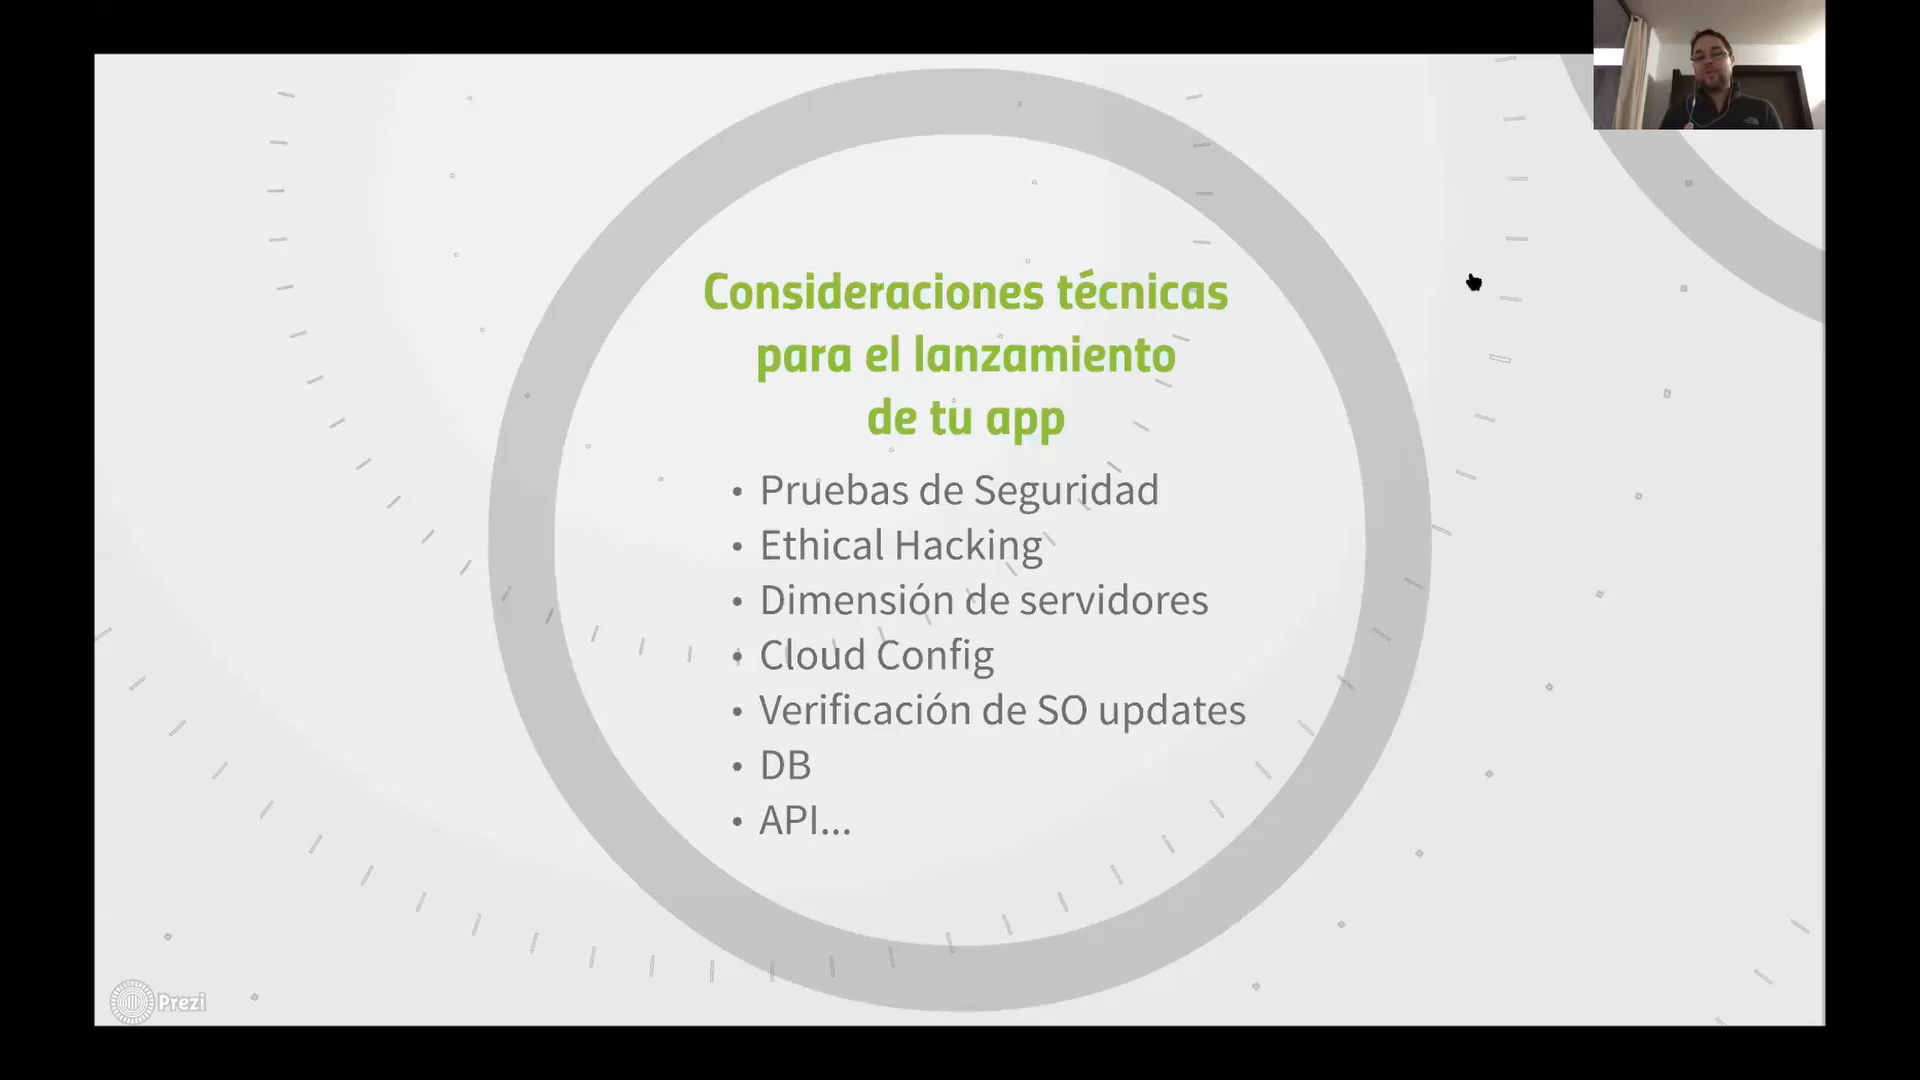 Consideraciones técnicas
para el lanzamiento
de tu app
• Pruebas de Seguridad
• Ethical Hacking
• Dimensión de servidores
• Cloud Config
• Verificación de SO updates
• DB
• API...
Prezi